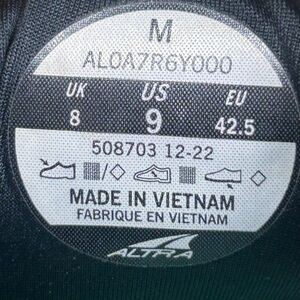 M
AL0A7R6Y000
UK US EU
8 9 42.5
508703 12-22
MADE IN VIETNAM
FABRIQUE EN VIETNAM
ALTRA